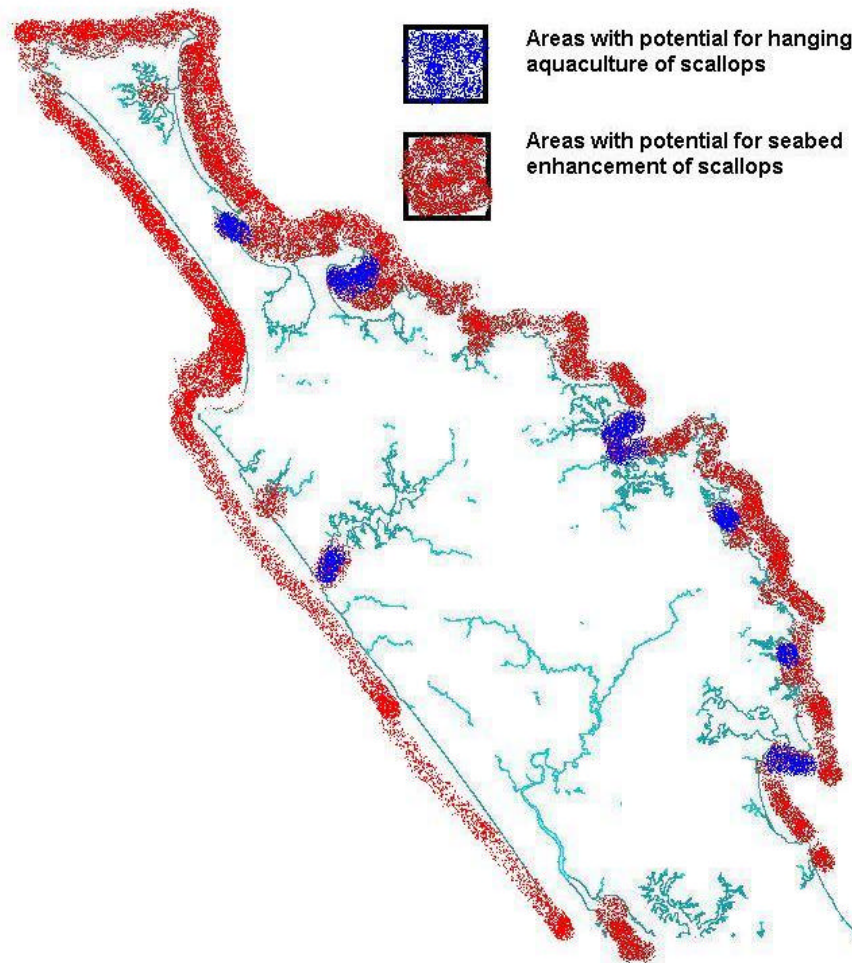 Areas with potential for hanging
aquaculture of scallops
Areas with potential for seabed
enhancement of scallops